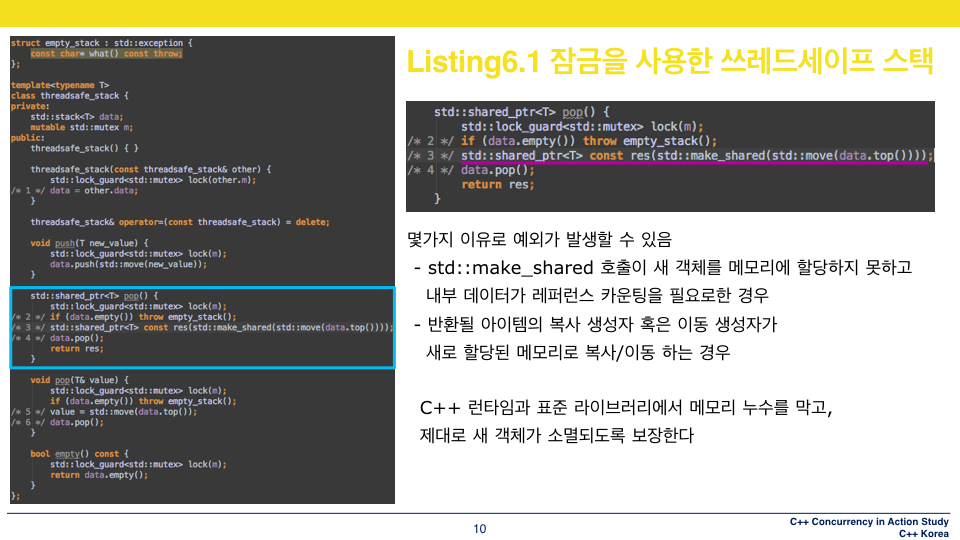 struct empty_stack : std::exception {
    const char* what() const throw;
};
template<typename T>
class threadsafe_stack {
private:
    std::stack<T> data;
    mutable std::mutex m;
public:
    threadsafe_stack() { }
    threadsafe_stack(const threadsafe_stack& other) {
        std::lock_guard<std::mutex> lock(other.m);
/* 1 */ data = other.data;
    }
    threadsafe_stack& operator=(const threadsafe_stack) = delete;
    void push(T new_value) {
        std::lock_guard<std::mutex> lock(m);
        data.push(std::move(new_value));
    }
    std::shared_ptr<T> pop() {
        std::lock_guard<std::mutex> lock(m);
/* 2 */ if (data.empty()) throw empty_stack();
/* 3 */ std::shared_ptr<T> const res(std::make_shared(std::move(data.top())));
/* 4 */ data.pop();
        return res;
    }
    void pop(T& value) {
        std::lock_guard<std::mutex> lock(m);
        if (data.empty()) throw empty_stack();
/* 5 */ value = std::move(data.top());
/* 6 */ data.pop();
    }
    bool empty() const {
        std::lock_guard<std::mutex> lock(m);
        return data.empty();
    }
};
Listing6.1 잠금을 사용한 쓰레드세이프 스택
    std::shared_ptr<T> pop() {
        std::lock_guard<std::mutex> lock(m);
/* 2 */ if (data.empty()) throw empty_stack();
/* 3 */ std::shared_ptr<T> const res(std::make_shared(std::move(data.top())));
/* 4 */ data.pop();
        return res;
    }
몇가지 이유로 예외가 발생할 수 있음
- std::make_shared 호출이 새 객체를 메모리에 할당하지 못하고
내부 데이터가 레퍼런스 카운팅을 필요로한 경우
- 반환될 아이템의 복사 생성자 혹은 이동 생성자가
새로 할당된 메모리로 복사/이동 하는 경우
C++ 런타임과 표준 라이브러리에서 메모리 누수를 막고,
제대로 새 객체가 소멸되도록 보장한다
10
C++ Concurrency in Action Study
C++ Korea